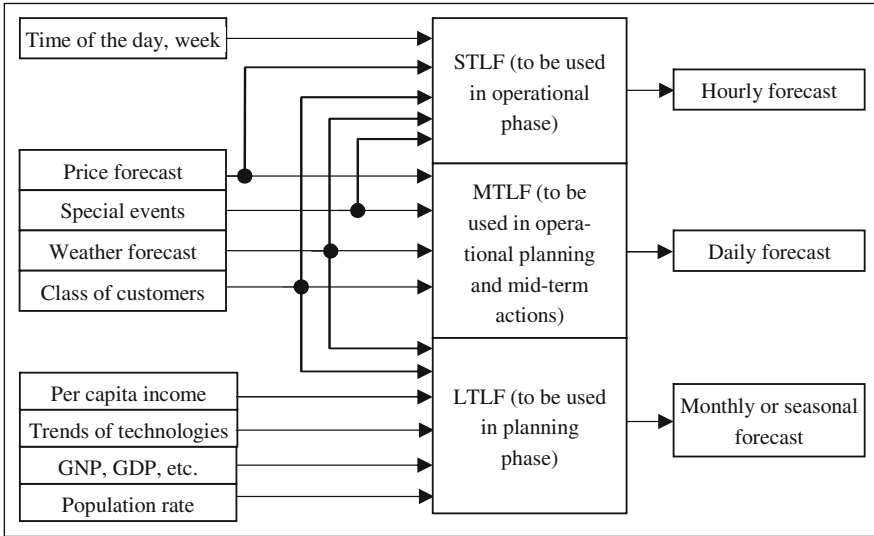 Time of the day, week
Price forecast
Special events
Weather forecast
Class of customers
Per capita income
Trends of technologies
GNP, GDP, etc.
Population rate
STLF (to be used
in operational
phase)
MTLF (to be
used in opera-
tional planning
and mid-term
actions)
LTLF (to be used
in planning
phase)
Hourly forecast
Daily forecast
Monthly or seasonal
forecast